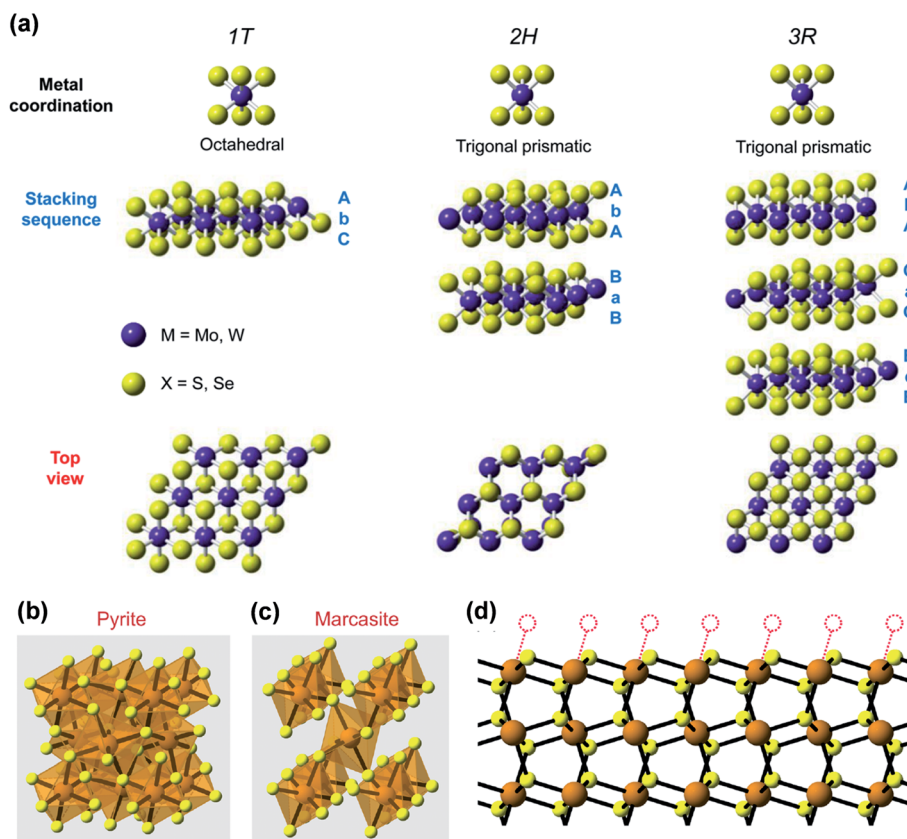 (a)
1T 2H 3R
Metal
coordination
Octahedral Trigonal prismatic Trigonal prismatic
Stacking
sequence
A
b
C
A
b
A
B
a
B
M = Mo, W
X = S, Se
Top
view
(b) Pyrite (c) Marcasite (d)